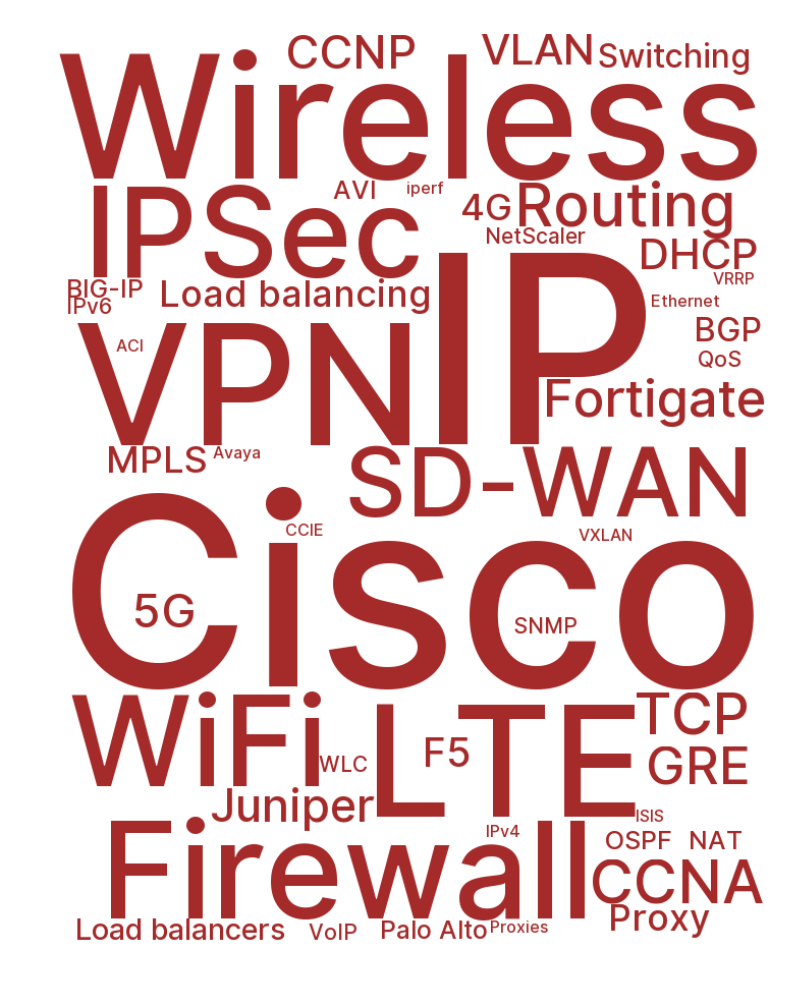 CCNP
VLAN
Switching
Wireless
AVI
iperf
IPSec
4G
Routing
NetScaler
DHCP
VRRP
BIG-IP
IPv6
Load balancing
IP
Ethernet
BGP
QoS
ACI
VPN
Fortigate
MPLS
Avaya
SD-WAN
CCIE
VXLAN
Cisco
5G
SNMP
WiFi
WLC
LTE
F5
TCP
GRE
Juniper
ISIS
IPv4
Firewall
OSPF
NAT
CCNA
Proxy
Load balancers
VoIP
Palo Alto
Proxies